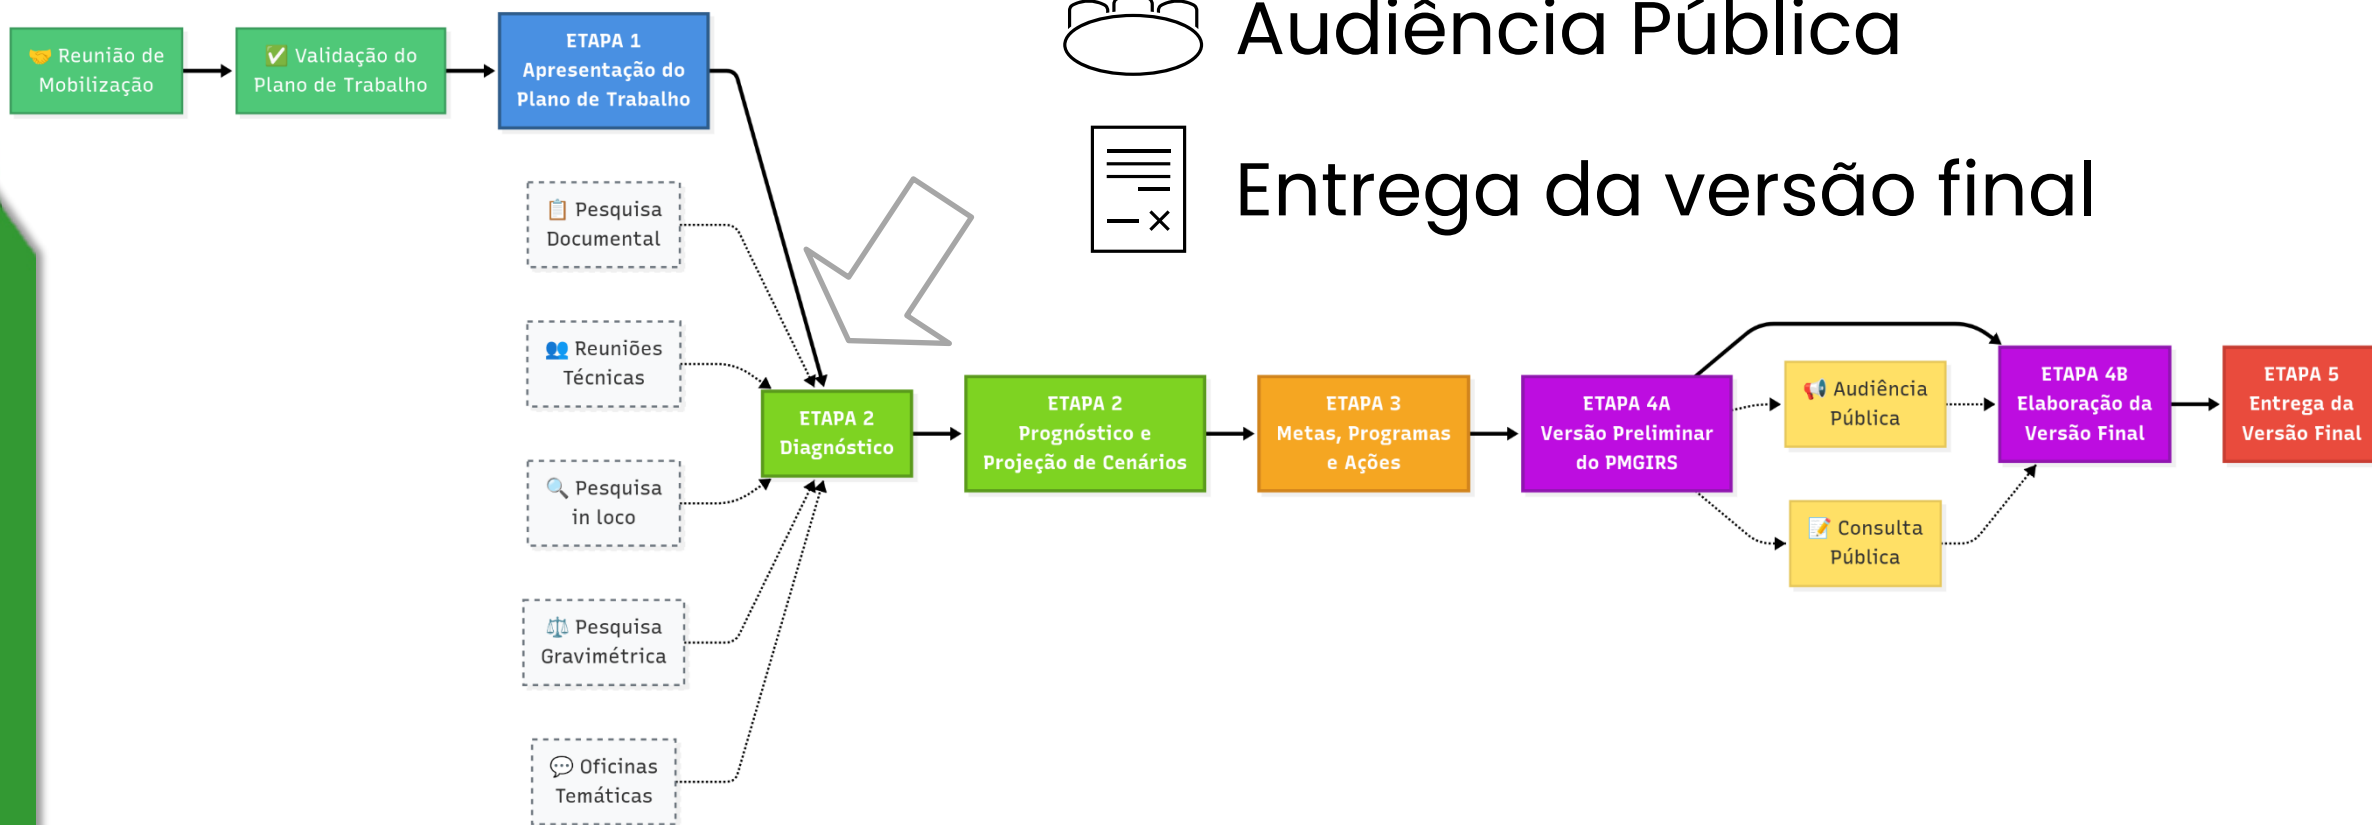 Audiência Pública
Entrega da versão final
Reunião de
Mobilização
Validação do
Plano de Trabalho
ETAPA 1
Apresentação do
Plano de Trabalho
Pesquisa
Documental
Reuniões
Técnicas
Pesquisa
in loco
Pesquisa
Gravimétrica
Oficinas
Temáticas
ETAPA 2
Diagnóstico
ETAPA 2
Prognóstico e
Projeção de Cenários
ETAPA 3
Metas, Programas
e Ações
ETAPA 4A
Versão Preliminar
do PMGIRS
Audiência
Pública
Consulta
Pública
ETAPA 4B
Elaboração da
Versão Final
ETAPA 5
Entrega da
Versão Final